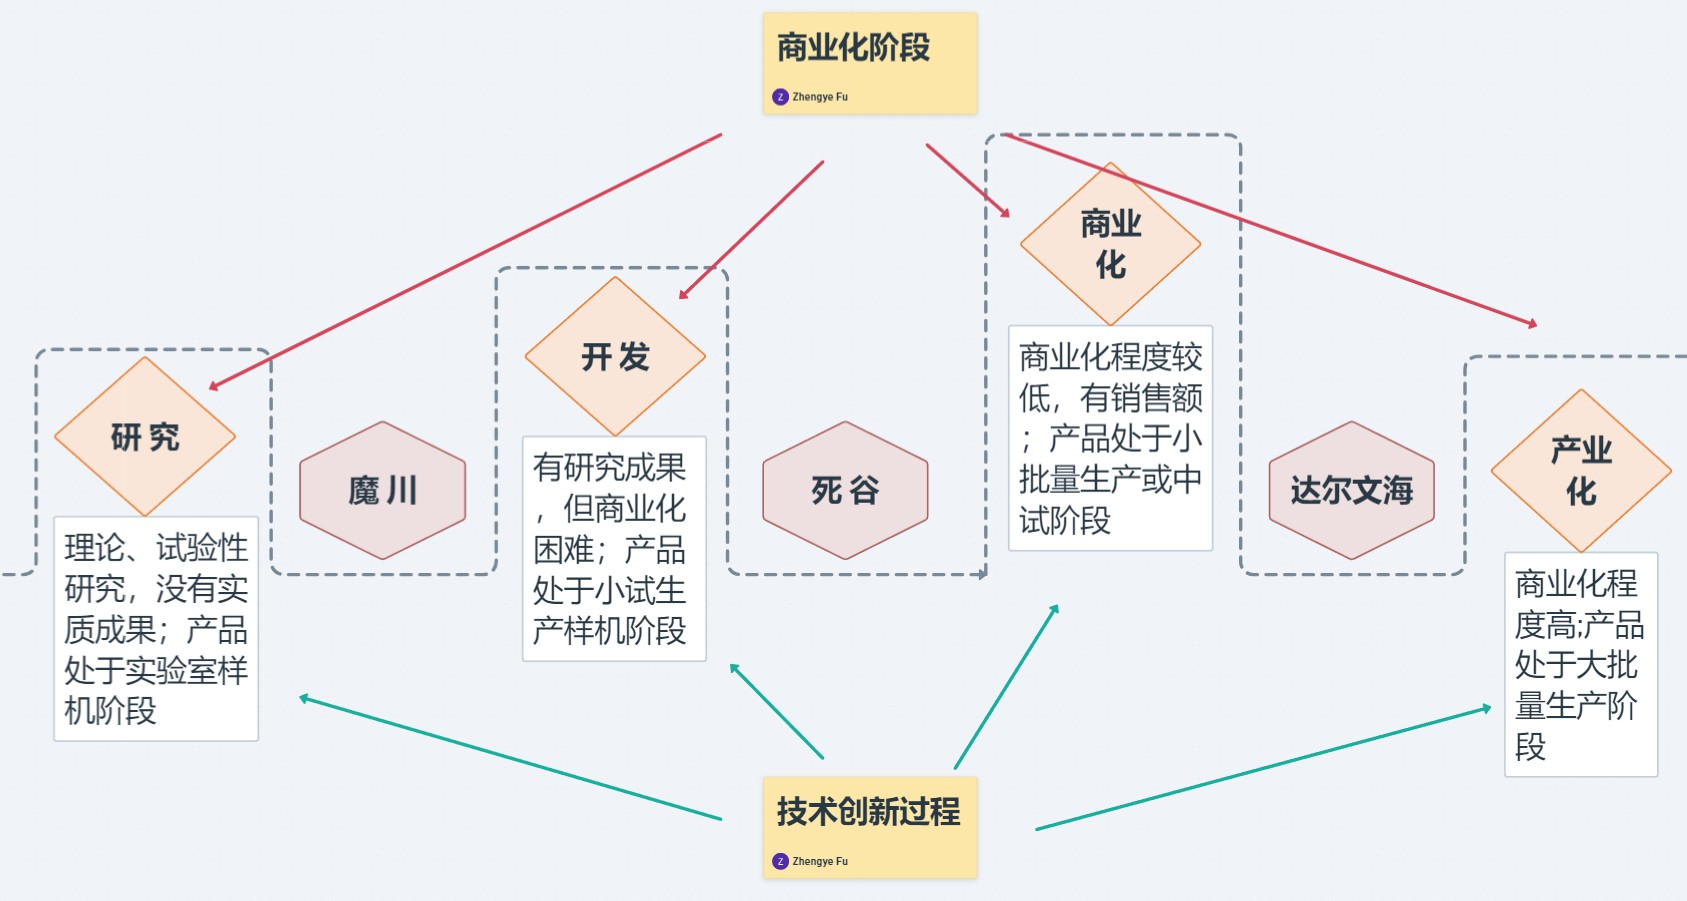 商业化阶段
Z Zhengye Fu
研究
理论、试验性
研究，没有实
质成果；产品
处于实验室样
机阶段
魔川
开发
有研究成果
，但商业化
困难；产品
处于小试生
产样机阶段
死谷
商业
化
商业化程度较
低，有销售额
；产品处于小
批量生产或中
试阶段
达尔文海
产业
化
商业化程
度高;产品
处于大批
量生产阶
段
技术创新过程
Z Zhengye Fu